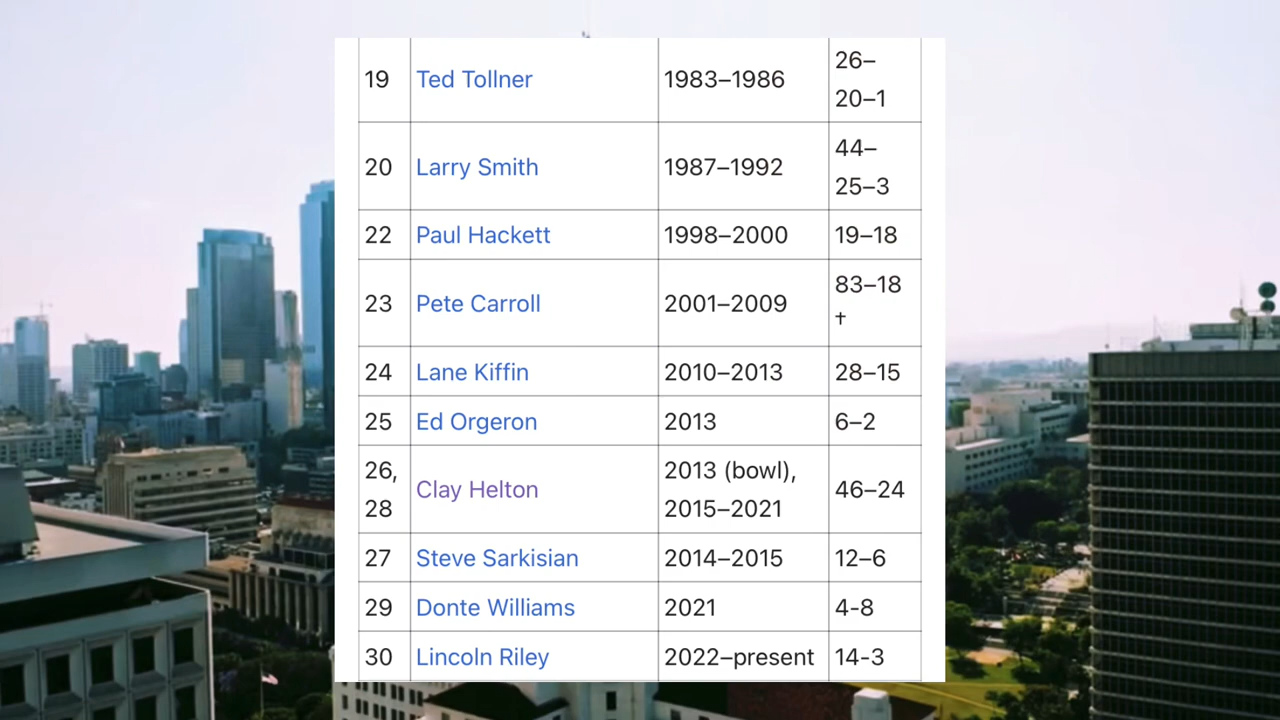 19 Ted Tollner 1983–1986 26–
20–1
20 Larry Smith 1987–1992 44–
25–3
22 Paul Hackett 1998–2000 19–18
23 Pete Carroll 2001–2009 83–18
†
24 Lane Kiffin 2010–2013 28–15
25 Ed Orgeron 2013 6–2
26,
28 Clay Helton 2013 (bowl),
2015–2021 46–24
27 Steve Sarkisian 2014–2015 12–6
29 Donte Williams 2021 4-8
30 Lincoln Riley 2022–present 14-3